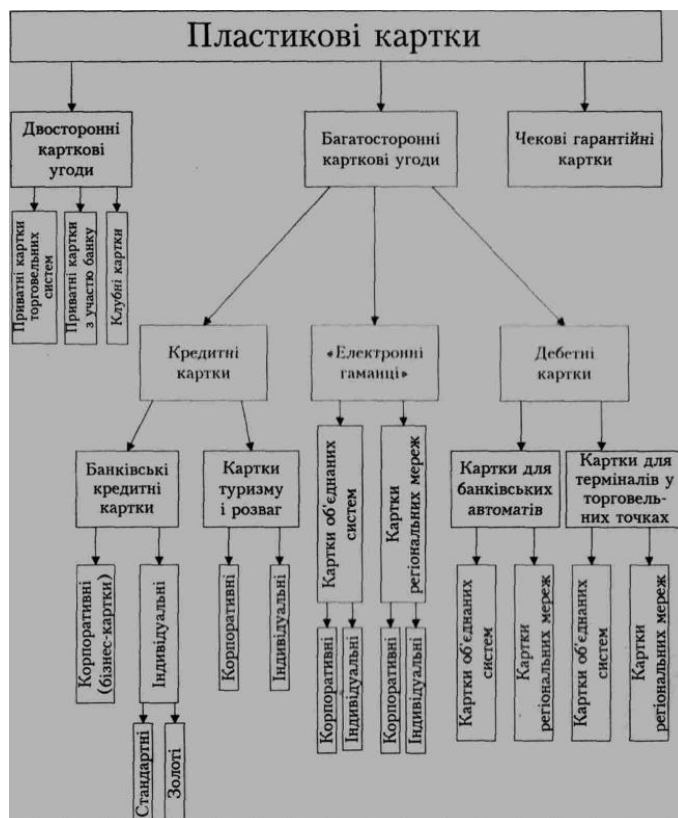 Пластикові картки
Двосторонні
карткові
угоди
Багатосторонні
карткові угоди
Чекові гарантійні
картки
Приватні картки
торговельних
систем
Приватні картки
з участю банку
Клубні картки
Кредитні
картки
«Електронні
гаманці»
Дебетні
картки
Банківські
кредитні
картки
Картки
туризму
і розваг
Картки об'єднаних
систем
Картки
регіональних мереж
Картки для
банківських
автоматів
Картки для
терміналів у
торговель-
них точках
Корпоративні
(бізнес-картки)
Індивідуальні
Корпоративні
Індивідуальні
Корпоративні
Індивідуальні
Корпоративні
Індивідуальні
Картки об'єднаних
систем
Картки
регіональних мереж
Картки об'єднаних
систем
Картки
регіональних мереж
Стандартні
Золоті